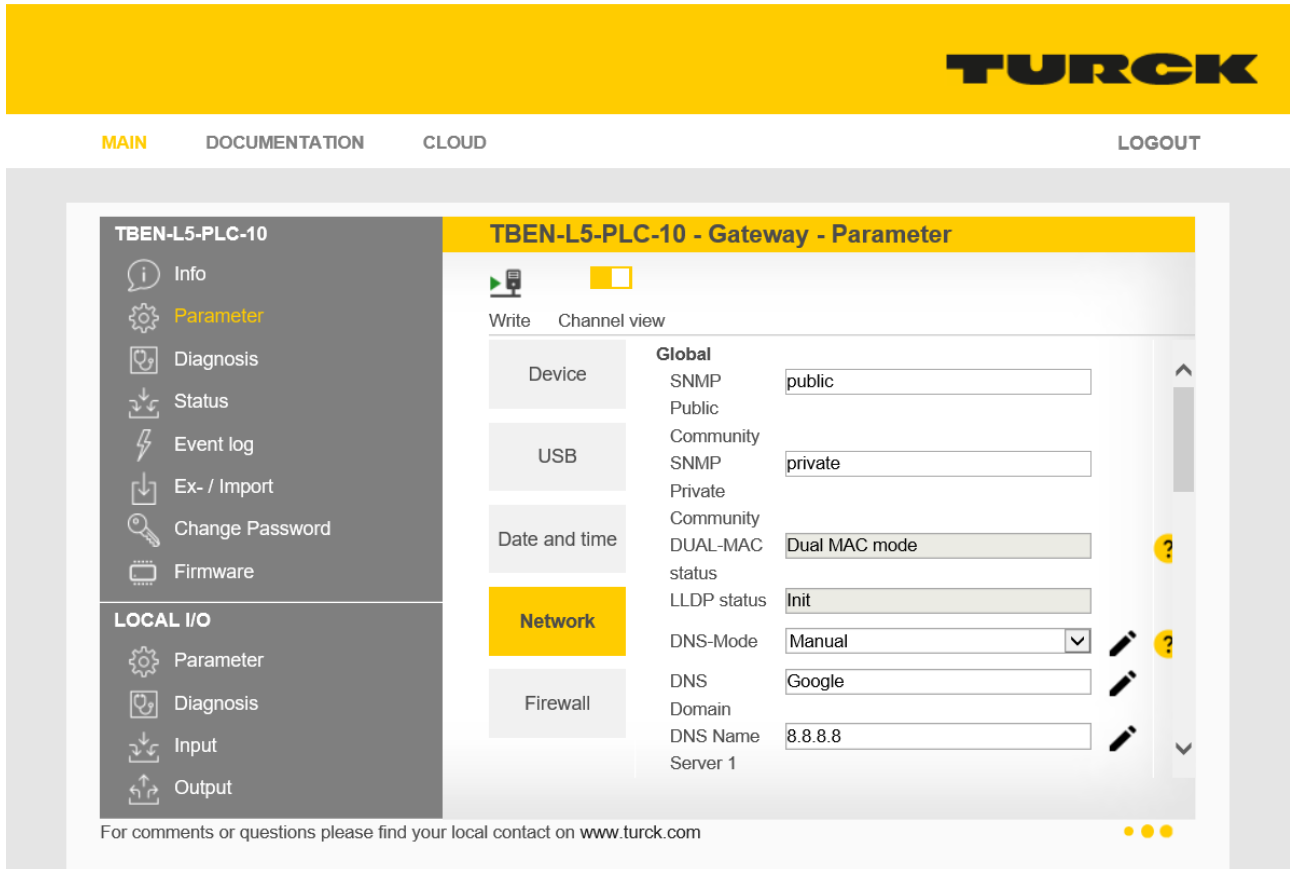 TURCK
MAIN DOCUMENTATION CLOUD LOGOUT
TBEN-L5-PLC-10
Info
Parameter
Diagnosis
Status
Event log
Ex- / Import
Change Password
Firmware
LOCAL I/O
Parameter
Diagnosis
Input
Output
TBEN-L5-PLC-10 - Gateway - Parameter
Write Channel view
Device
USB
Date and time
Network
Firewall
Global
SNMP public
Public
Community
SNMP private
Private
Community
DUAL-MAC Dual MAC mode
status
?
LLDP status Init
DNS-Mode Manual
?
DNS Google
Domain
DNS Name 8.8.8.8
Server 1
For comments or questions please find your local contact on www.turck.com